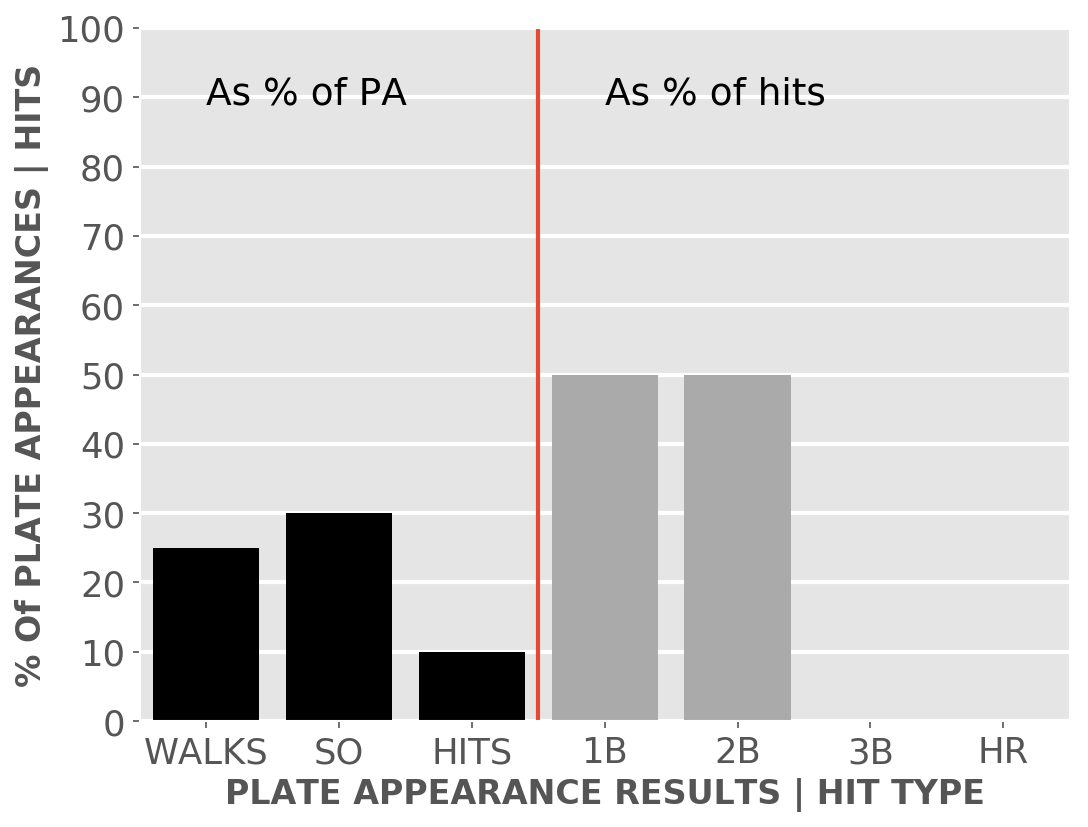 100
90
80
70
60
50
40
30
20
10
0
% Of PLATE APPEARANCES | HITS
As % of PA
As % of hits
WALKS SO HITS 1B 2B 3B HR
PLATE APPEARANCE RESULTS | HIT TYPE